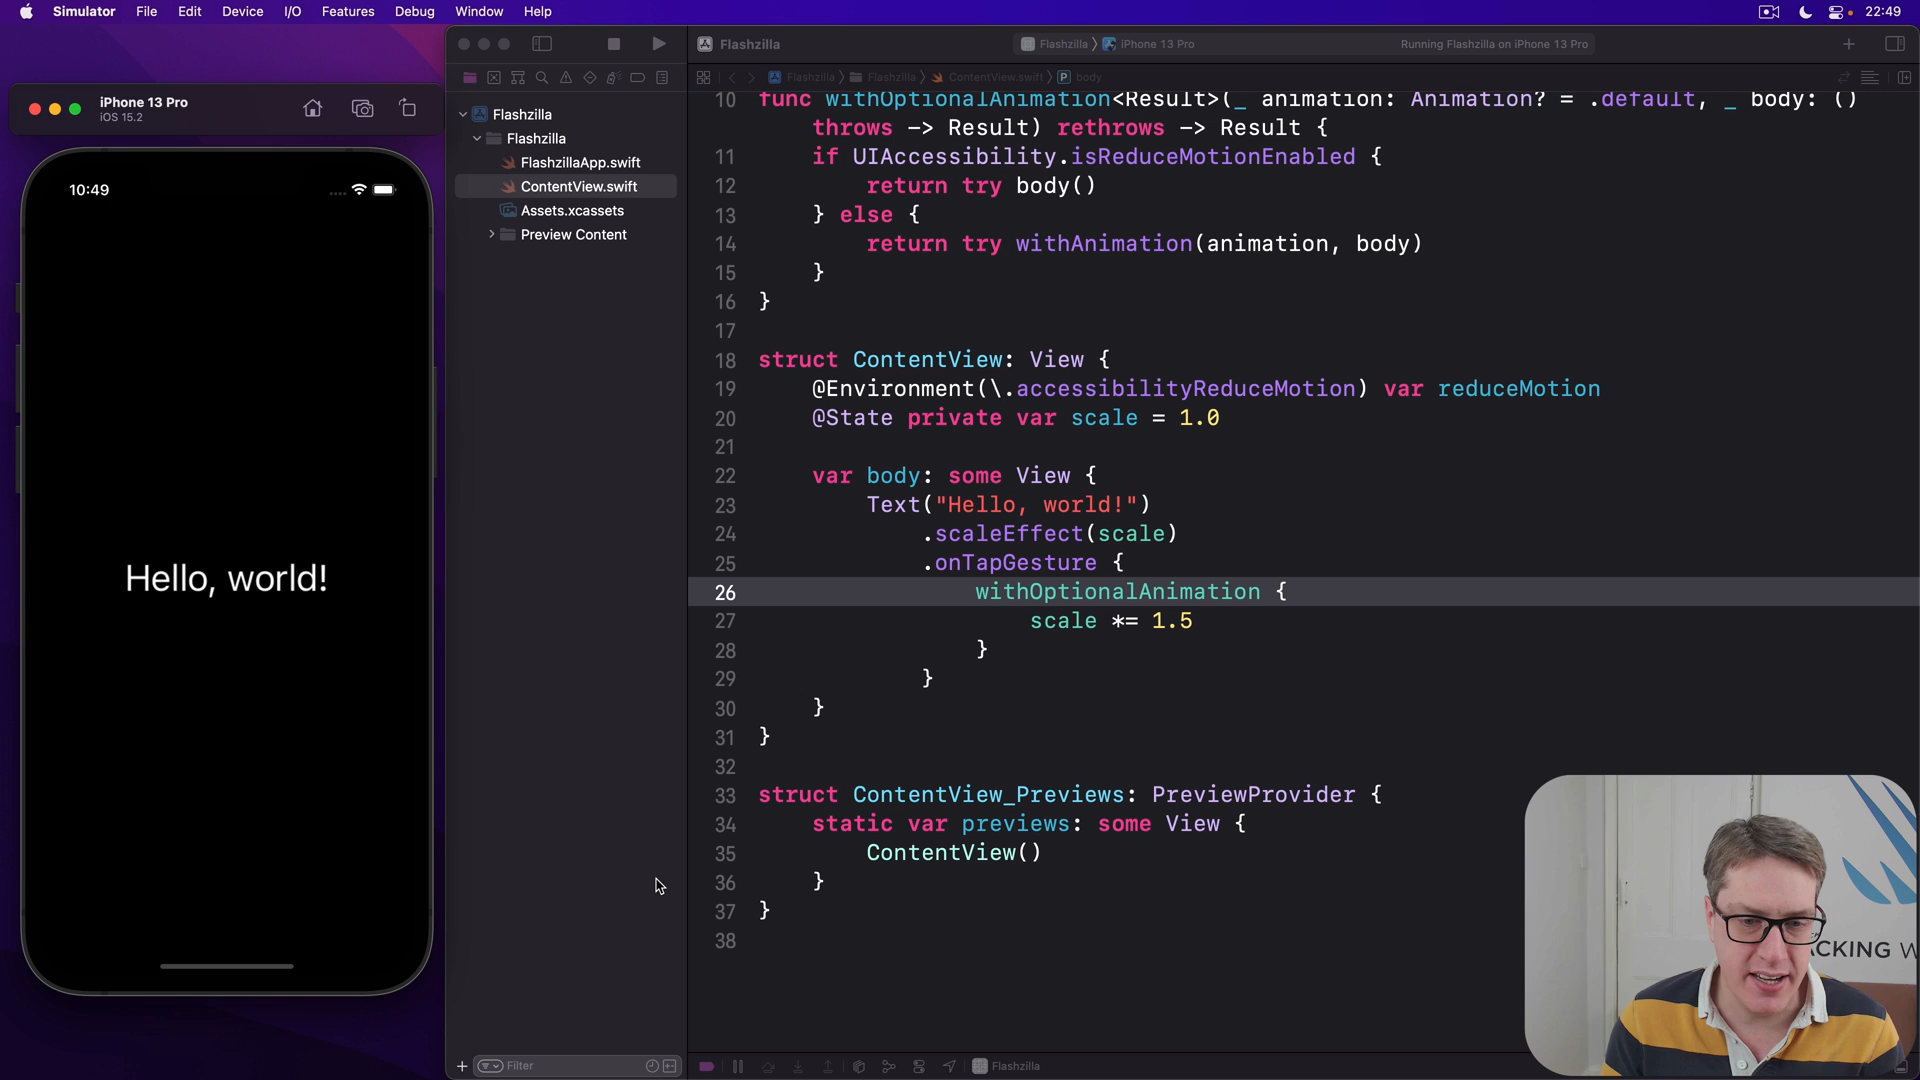 Simulator File Edit Device I/O Features Debug Window Help 22:49
Flashzilla Flashzilla iPhone 13 Pro Running Flashzilla on iPhone 13 Pro
Flashzilla Flashzilla ContentView.swift P body
iPhone 13 Pro
iOS 15.2
10:49
Hello, world!
Flashzilla
Flashzilla
FlashzillaApp.swift
ContentView.swift
Assets.xcassets
Preview Content
Filter
10 func withOptionalAnimation<Result>(_ animation: Animation? = .default, _ body: ()
throws -> Result) rethrows -> Result {
11 if UIAccessibility.isReduceMotionEnabled {
12 return try body()
13 } else {
14 return try withAnimation(animation, body)
15 }
16 }
17
18 struct ContentView: View {
19 @Environment(\.accessibilityReduceMotion) var reduceMotion
20 @State private var scale = 1.0
21
22 var body: some View {
23 Text("Hello, world!")
24 .scaleEffect(scale)
25 .onTapGesture {
26 withOptionalAnimation {
27 scale *= 1.5
28 }
29 }
30 }
31 }
32
33 struct ContentView_Previews: PreviewProvider {
34 static var previews: some View {
35 ContentView()
36 }
37 }
38
Flashzilla
ACKING W